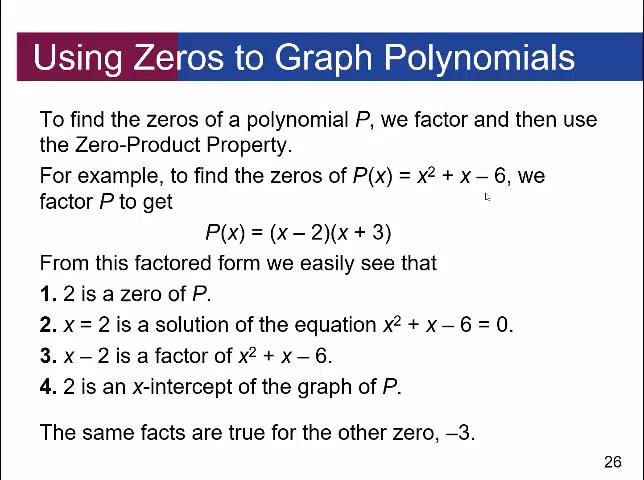 Using Zeros to Graph Polynomials
To find the zeros of a polynomial P, we factor and then use
the Zero-Product Property.
For example, to find the zeros of P(x) = x² + x – 6, we
factor P to get
P(x) = (x – 2)(x + 3)
From this factored form we easily see that
1. 2 is a zero of P.
2. x = 2 is a solution of the equation x² + x – 6 = 0.
3. x – 2 is a factor of x² + x – 6.
4. 2 is an x-intercept of the graph of P.
The same facts are true for the other zero, –3.
26